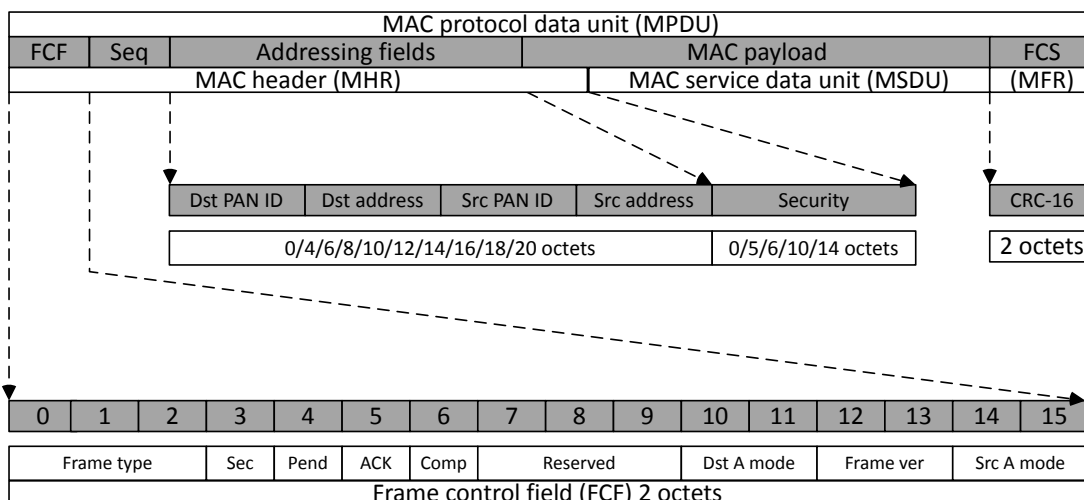 MAC protocol data unit (MPDU)
FCF Seq Addressing fields MAC payload FCS
MAC header (MHR) MAC service data unit (MSDU) (MFR)
Dst PAN ID Dst address Src PAN ID Src address Security CRC-16
0/4/6/8/10/12/14/16/18/20 octets 0/5/6/10/14 octets 2 octets
0 1 2 3 4 5 6 7 8 9 10 11 12 13 14 15
Frame type Sec Pend ACK Comp Reserved Dst A mode Frame ver Src A mode
Frame control field (FCF) 2 octets